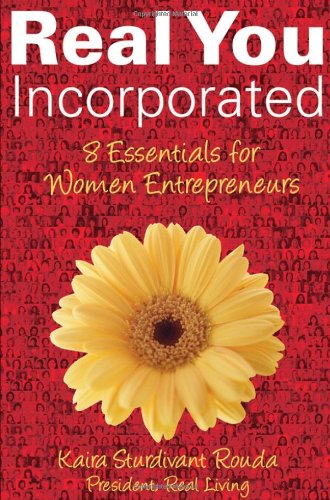 Real You
Incorporated
8 Essentials for
Women Entrepreneurs
Kaira Sturdivant Rouda
President, Real Living